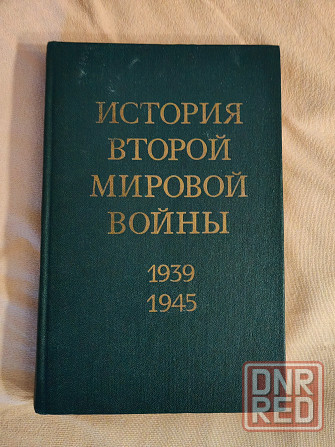 ИСТОРИЯ
ВТОРОЙ
МИРОВОЙ
ВОЙНЫ
1939
1945
DNR
RED